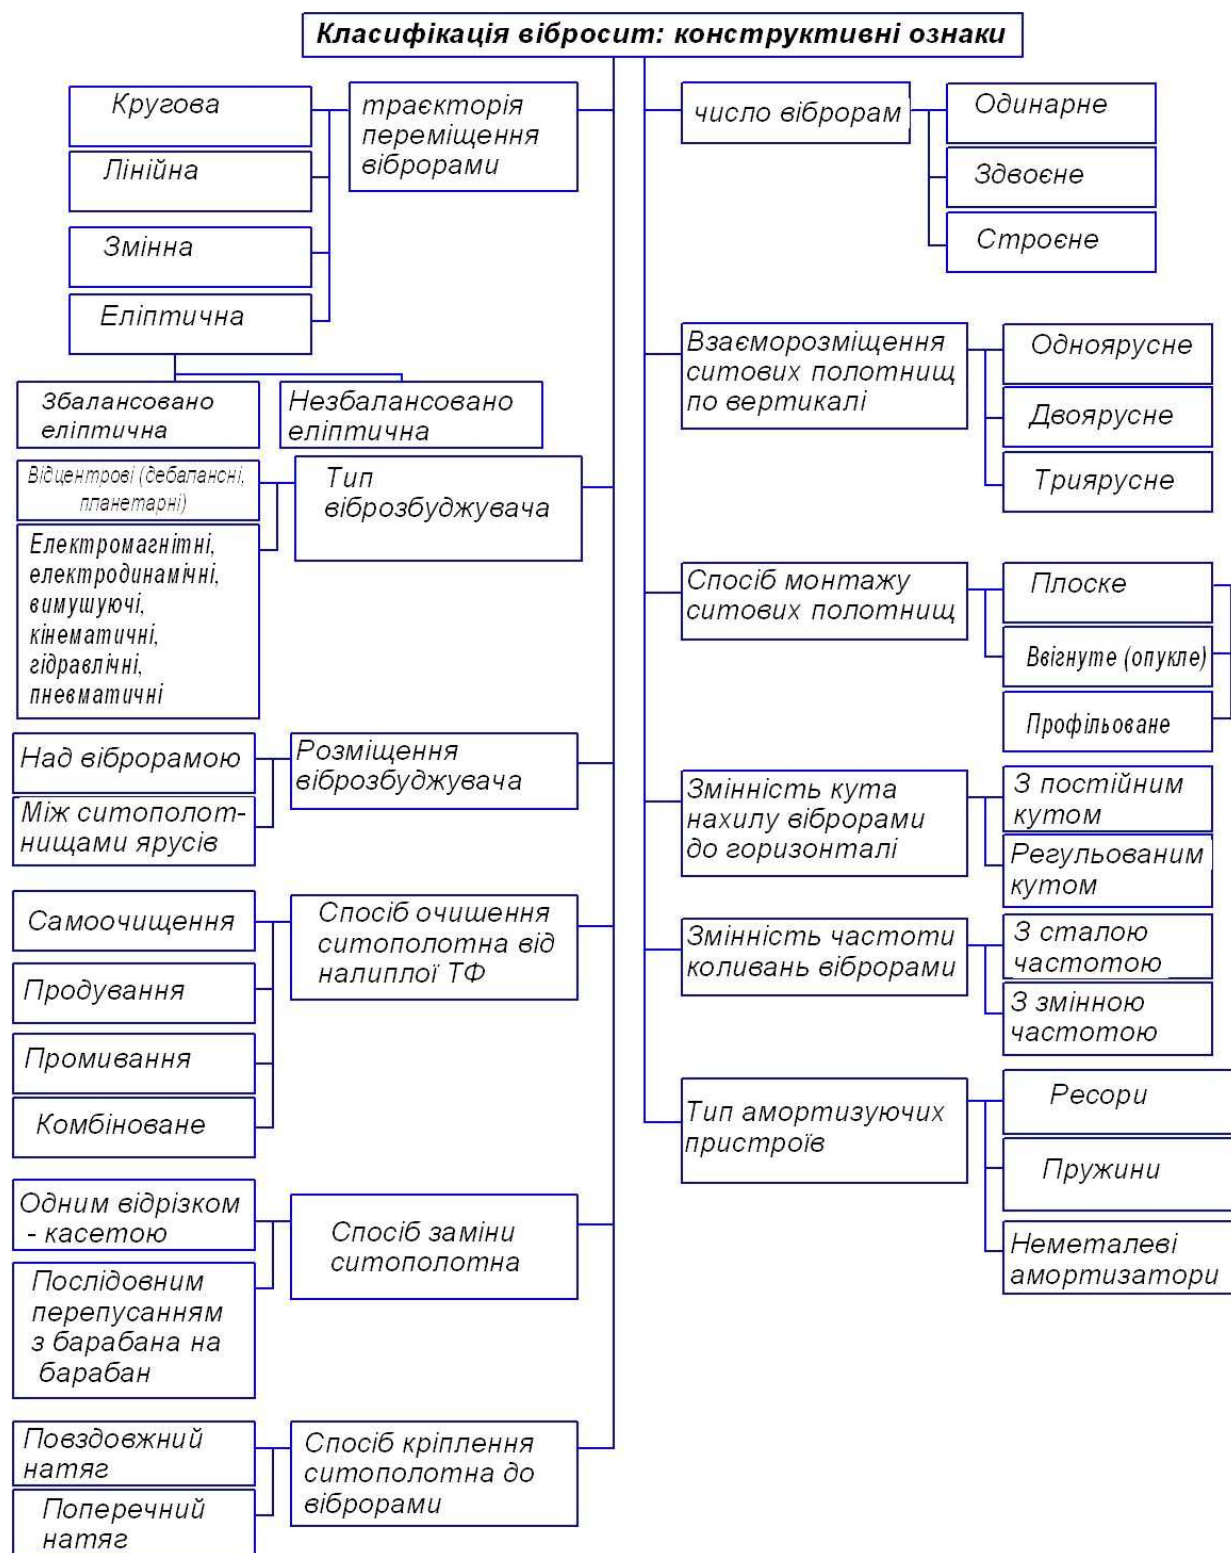 Класифікація вібросит: конструктивні ознаки
траєкторія
переміщення
віброрами
Кругова
Лінійна
Змінна
Еліптична
Збалансовано
еліптична
Незбалансовано
еліптична
Тип
віброзбуджувача
Відцентрові (дебалансні,
планетарні)
Електромагнітні,
електродинамічні,
вимушуючі,
кінематичні,
гідравлічні,
пневматичні
Розміщення
віброзбуджувача
Над віброрамою
Між ситополот-
нищами ярусів
Спосіб очишення
ситополотна від
налиплої ТФ
Самоочищення
Продування
Промивання
Комбіноване
Спосіб заміни
ситополотна
Одним відрізком
- касетою
Послідовним
перепусанням
з барабана на
барабан
Спосіб кріплення
ситополотна до
віброрами
Повздовжний
натяг
Поперечний
натяг
число віброрам
Одинарне
Здвоєне
Строєне
Взаєморозміщення
ситових полотнищ
по вертикалі
Одноярусне
Двоярусне
Триярусне
Спосіб монтажу
ситових полотнищ
Плоске
Ввігнуте (опукле)
Профільоване
Змінність кута
нахилу віброрами
до горизонталі
З постійним
кутом
Регульованим
кутом
Змінність частоти
коливань віброрами
З сталою
частотою
З змінною
частотою
Тип амортизуючих
пристроїв
Ресори
Пружини
Неметалеві
амортизатори